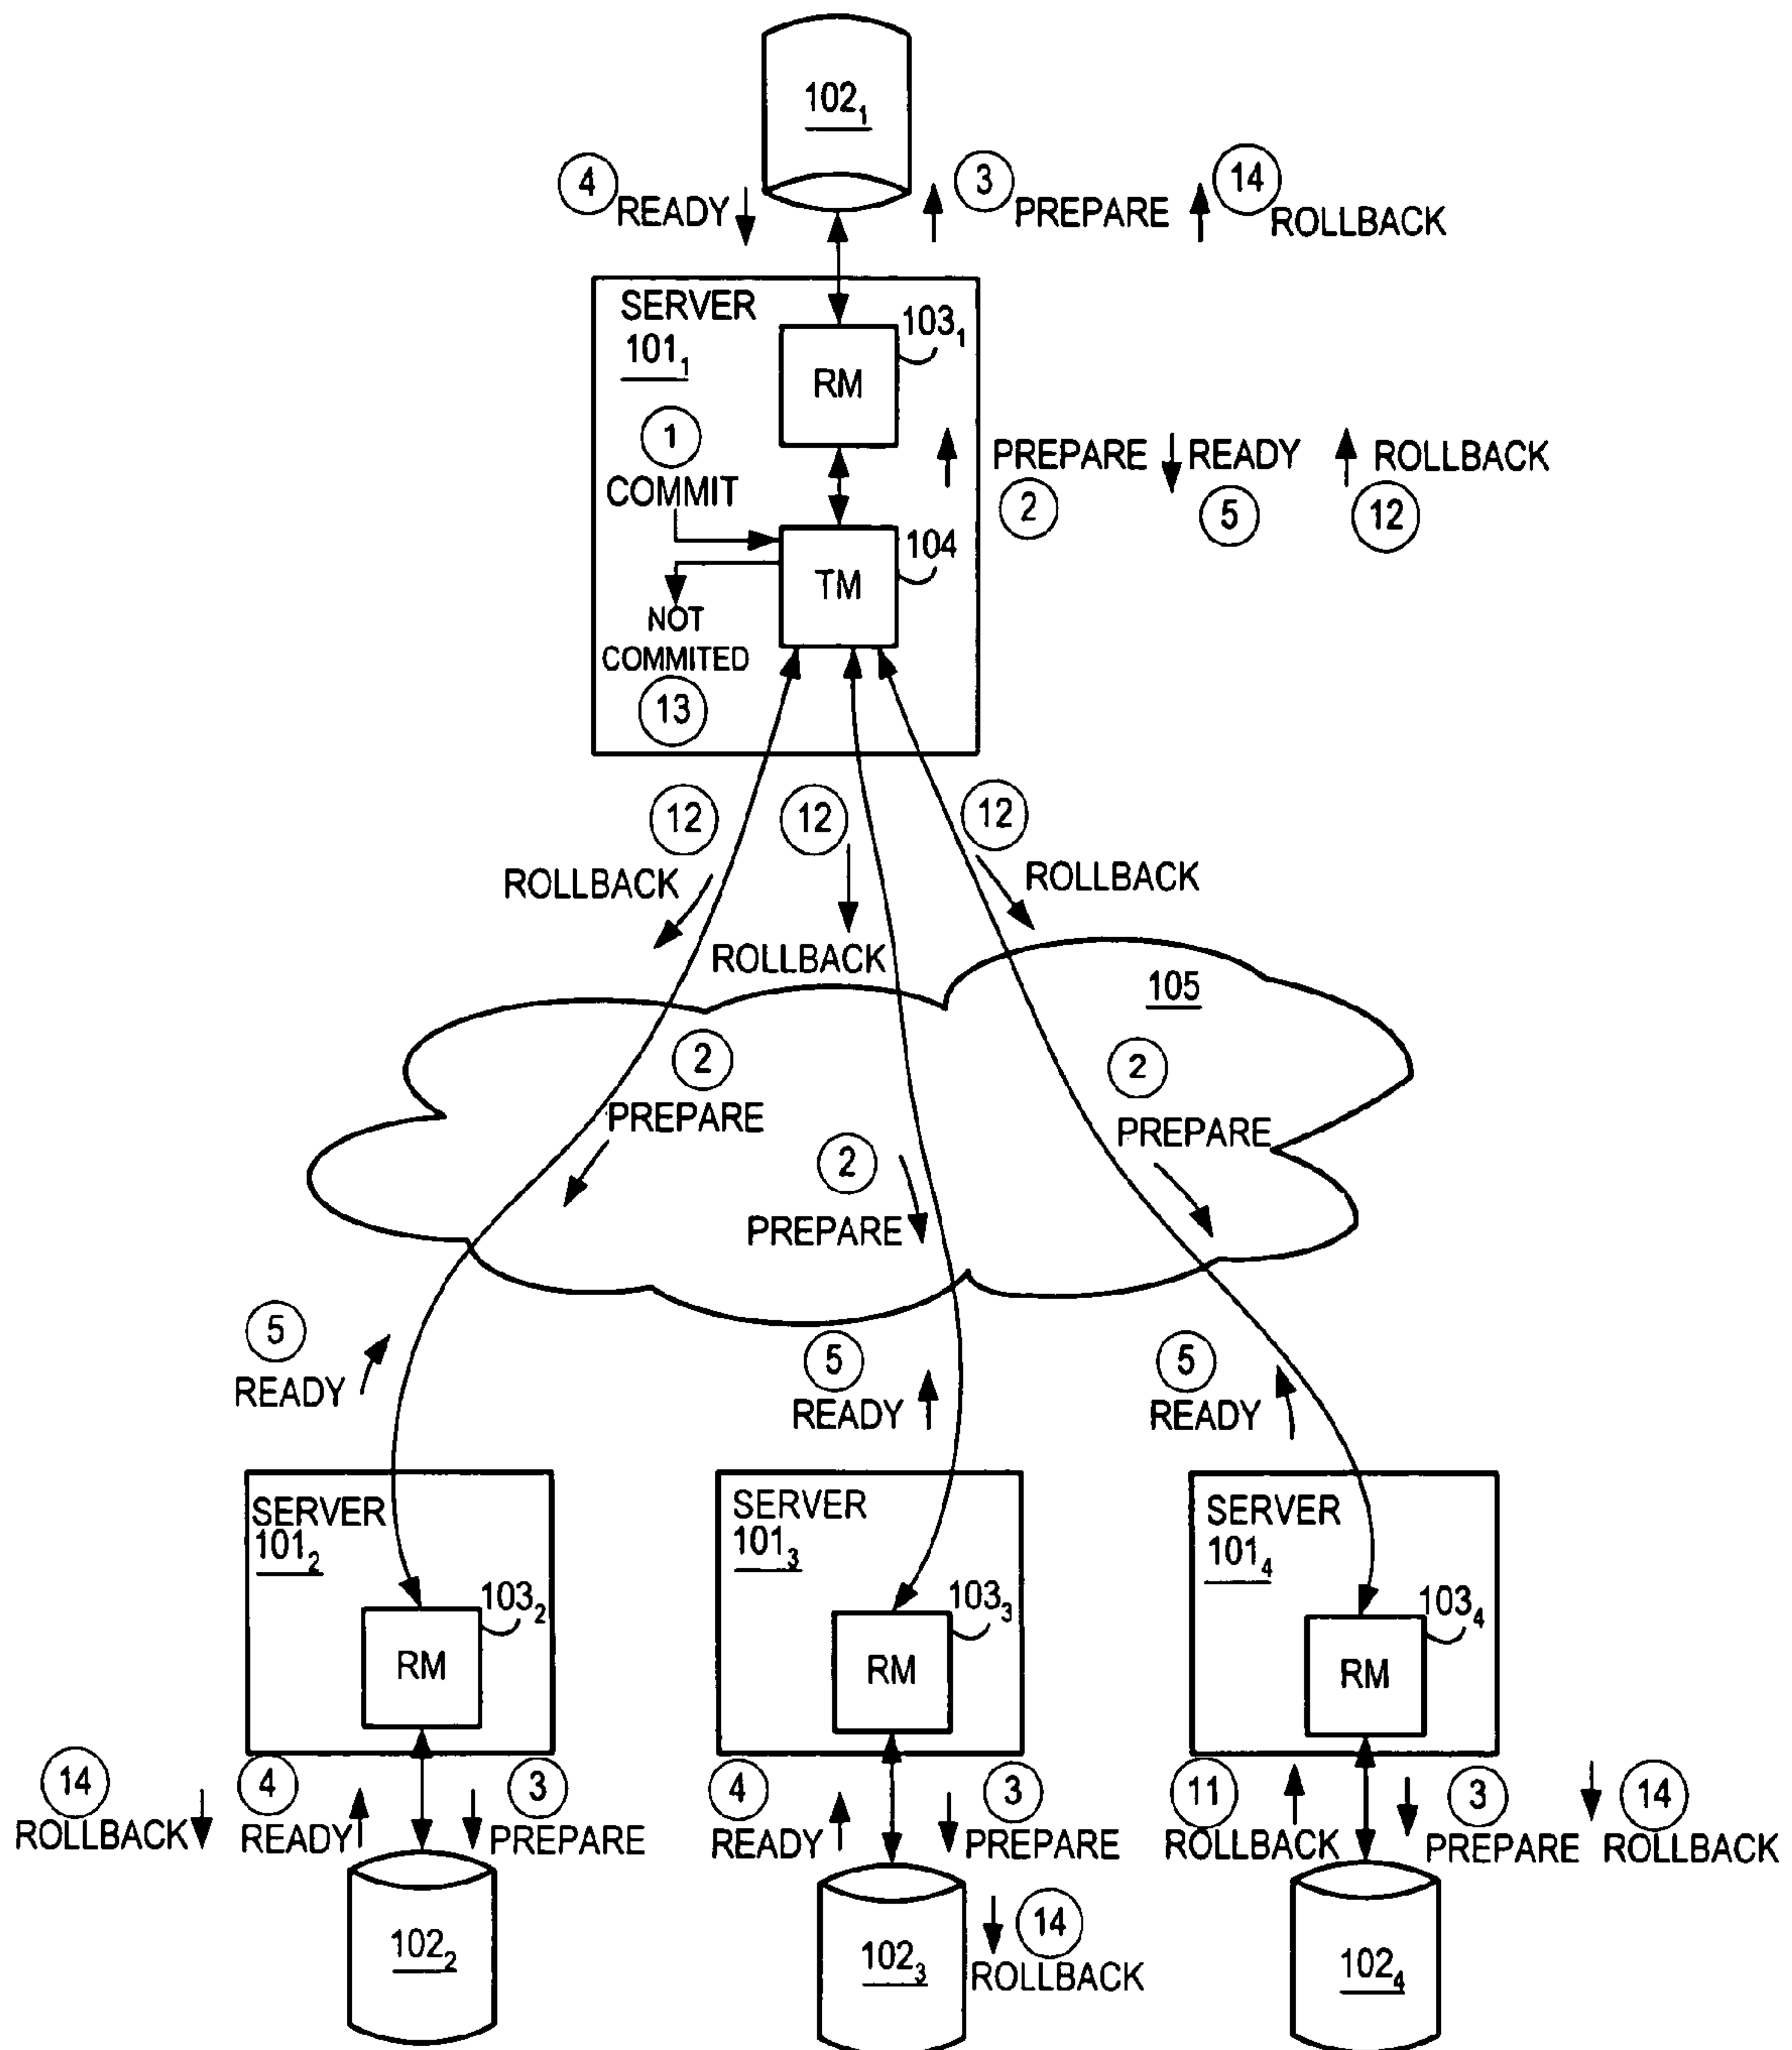 102₁
4 READY
3 PREPARE
14 ROLLBACK
SERVER
101₁
103₁
RM
1
COMMIT
PREPARE READY ROLLBACK
2 5 12
104
TM
NOT
COMMITED
13
12 12 12
ROLLBACK
ROLLBACK
ROLLBACK
105
2
PREPARE
2
PREPARE
2
PREPARE
5
READY
5
READY
5
READY
SERVER
101₂
103₂
RM
SERVER
101₃
103₃
RM
SERVER
101₄
103₄
RM
14
ROLLBACK
4
READY
3
PREPARE
4
READY
3
PREPARE
11
ROLLBACK
3
PREPARE
14
ROLLBACK
102₂
102₃
14
ROLLBACK
102₄